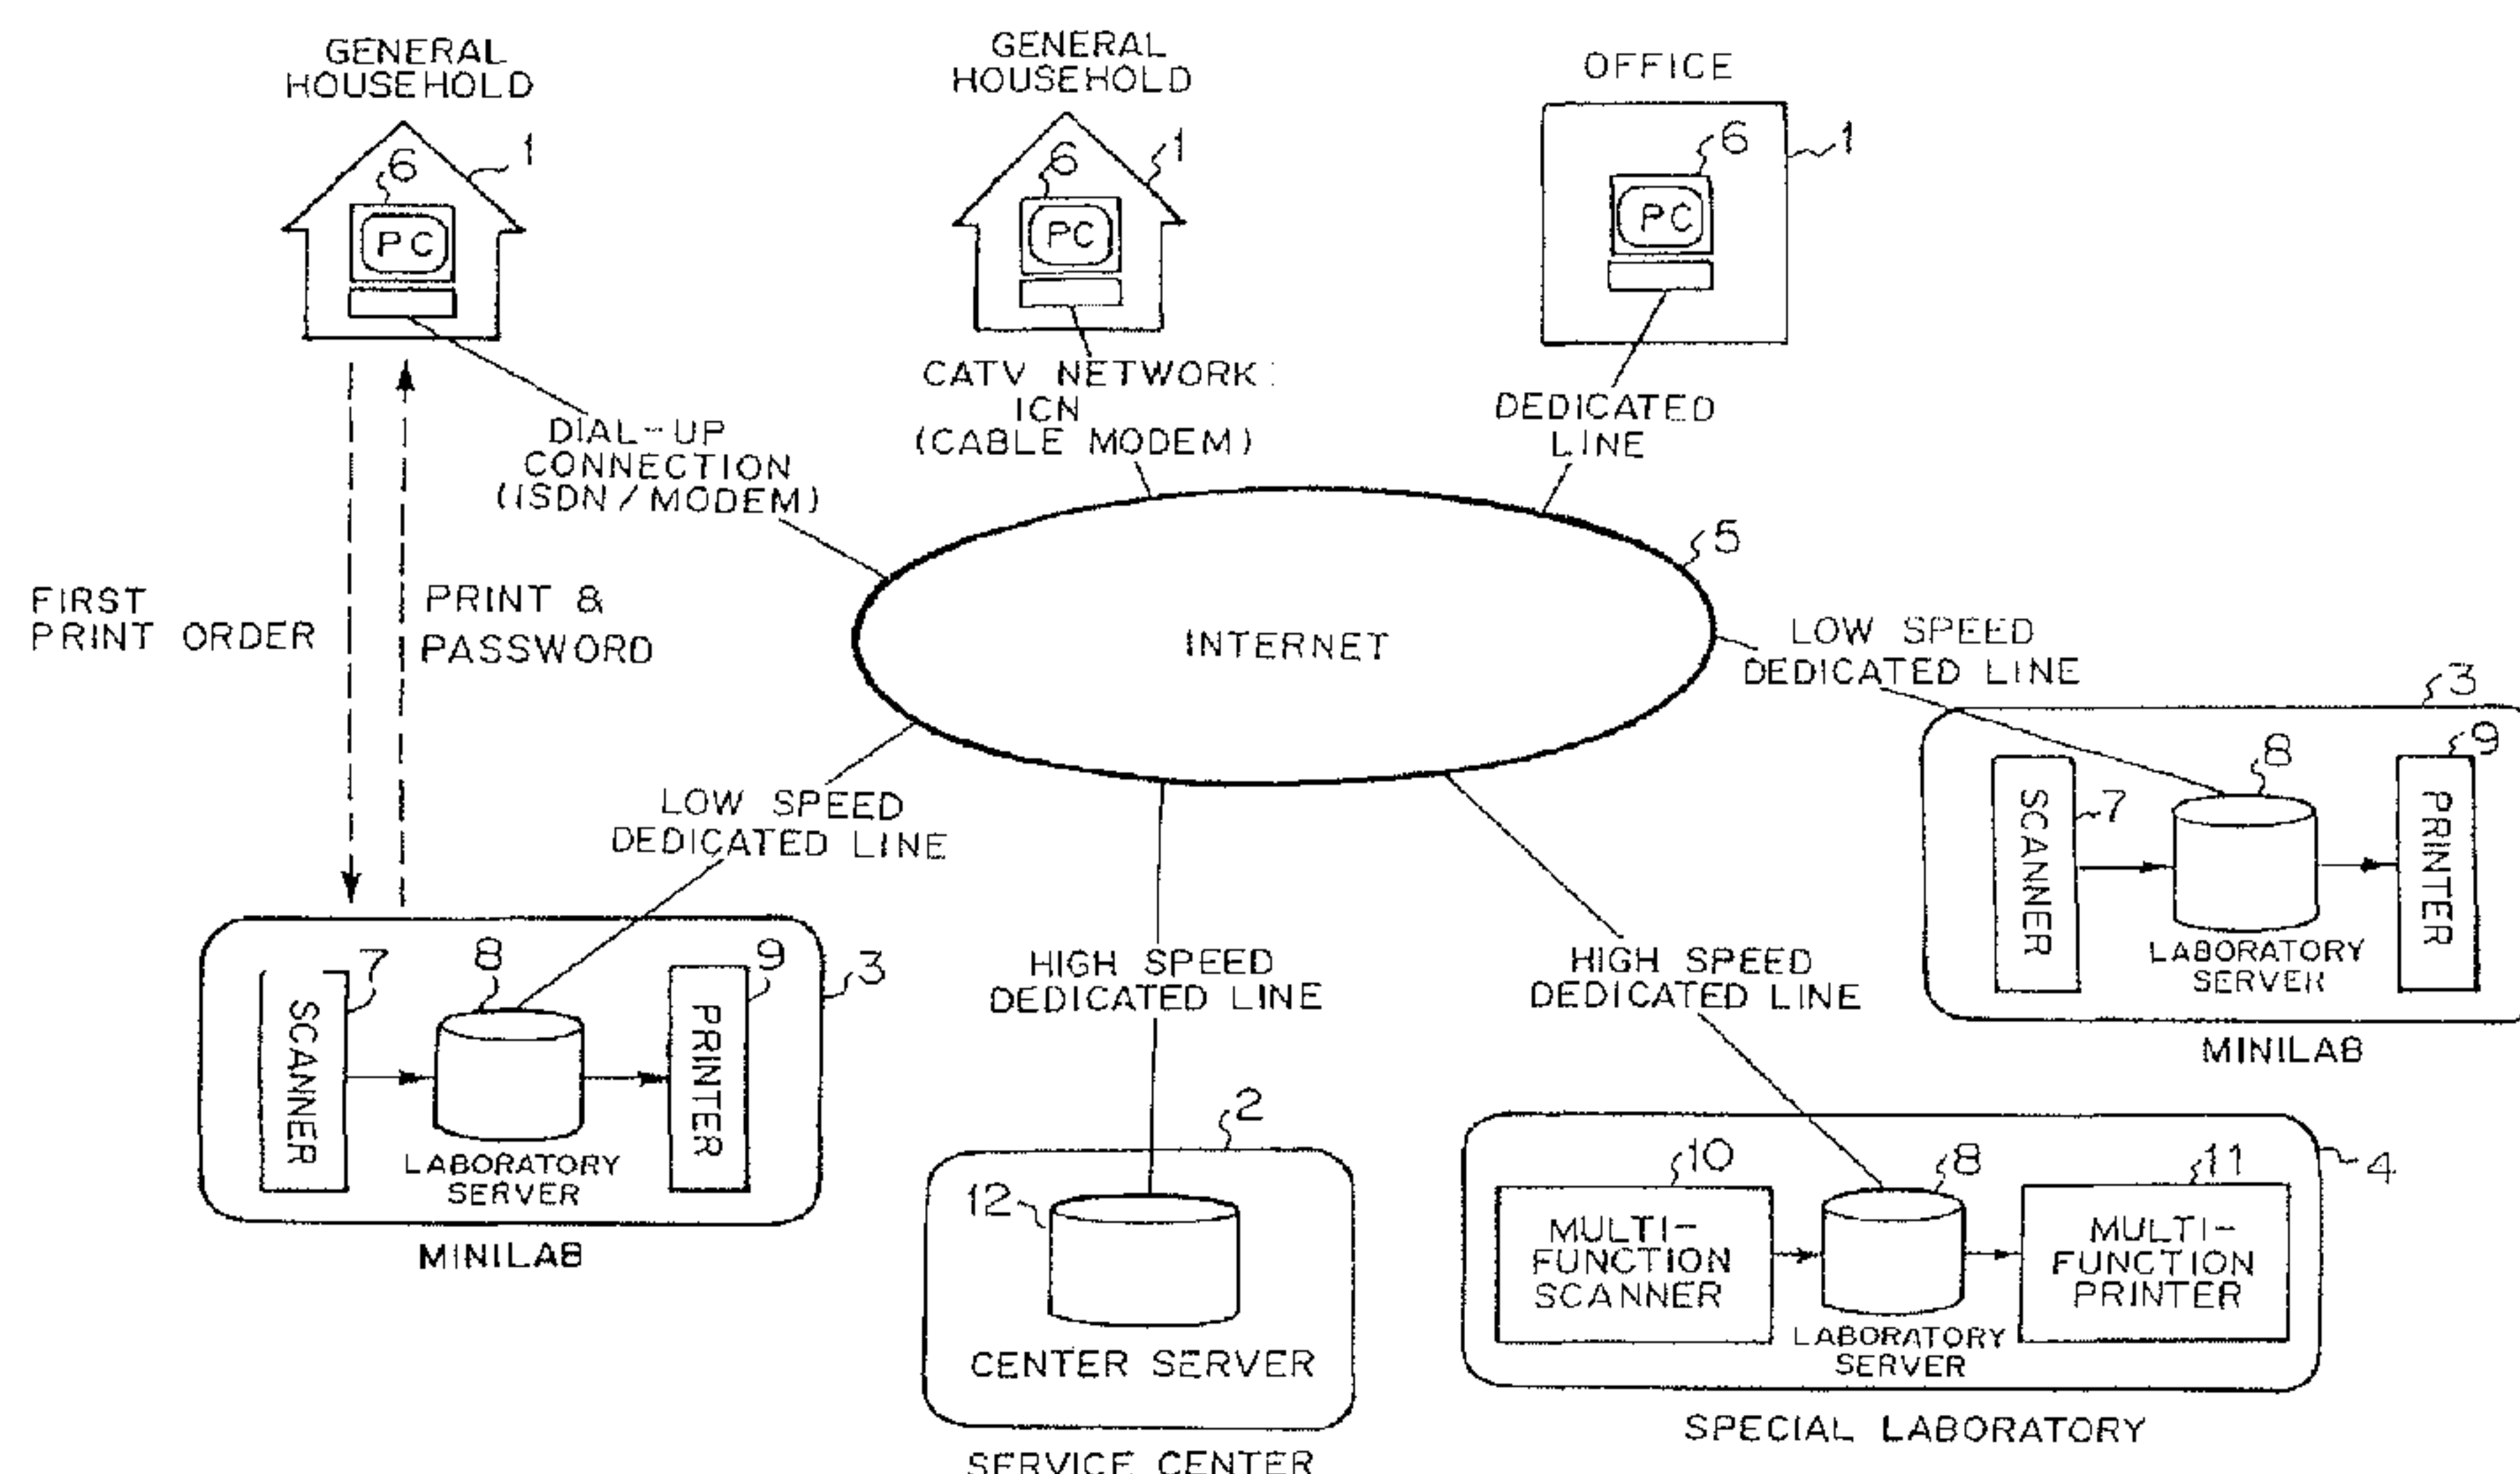 GENERAL
HOUSEHOLD
1
6
PC
GENERAL
HOUSEHOLD
1
6
PC
OFFICE
1
6
PC
DIAL-UP
CONNECTION
(ISDN/MODEM)
CATV NETWORK:
ICN
(CABLE MODEM)
DEDICATED
LINE
FIRST
PRINT ORDER
PRINT &
PASSWORD
INTERNET
5
LOW SPEED
DEDICATED LINE
3
SCANNER
7
8
LABORATORY
SERVER
9
PRINTER
MINILAB
LOW SPEED
DEDICATED LINE
3
SCANNER
7
8
LABORATORY
SERVER
9
PRINTER
MINILAB
HIGH SPEED
DEDICATED LINE
2
12
CENTER SERVER
SERVICE CENTER
HIGH SPEED
DEDICATED LINE
4
10
MULTI-
FUNCTION
SCANNER
8
LABORATORY
SERVER
11
MULTI-
FUNCTION
PRINTER
SPECIAL LABORATORY